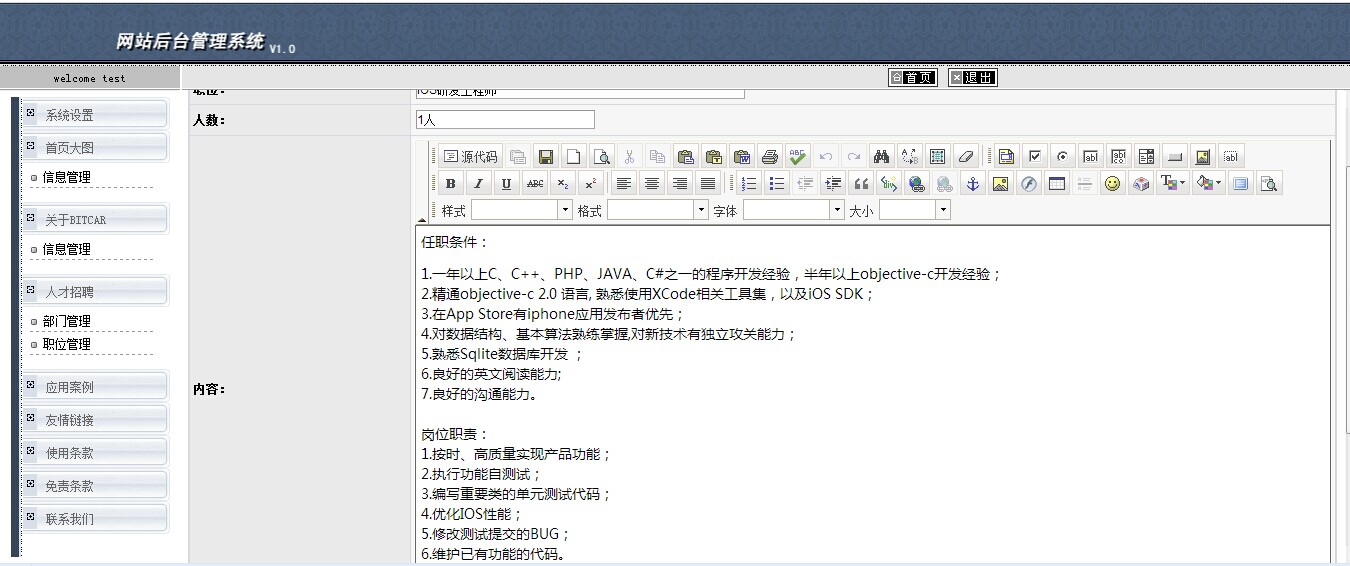 网站后台管理系统 V1.0
welcome test
首页 退出
系统设置
首页大图
信息管理
关于BITCAR
信息管理
人才招聘
部门管理
职位管理
应用案例
友情链接
使用条款
免责条款
联系我们
职位: iOS研发工程师
人数: 1人
内容:
源代码
B I U ABC x₂ x²
样式 格式 字体 大小
任职条件：
1.一年以上C、C++、PHP、JAVA、C#之一的程序开发经验，半年以上objective-c开发经验；
2.精通objective-c 2.0 语言, 熟悉使用XCode相关工具集，以及iOS SDK；
3.在App Store有iphone应用发布者优先；
4.对数据结构、基本算法熟练掌握,对新技术有独立攻关能力；
5.熟悉Sqlite数据库开发 ；
6.良好的英文阅读能力;
7.良好的沟通能力。
岗位职责：
1.按时、高质量实现产品功能；
2.执行功能自测试；
3.编写重要类的单元测试代码；
4.优化IOS性能；
5.修改测试提交的BUG；
6.维护已有功能的代码。